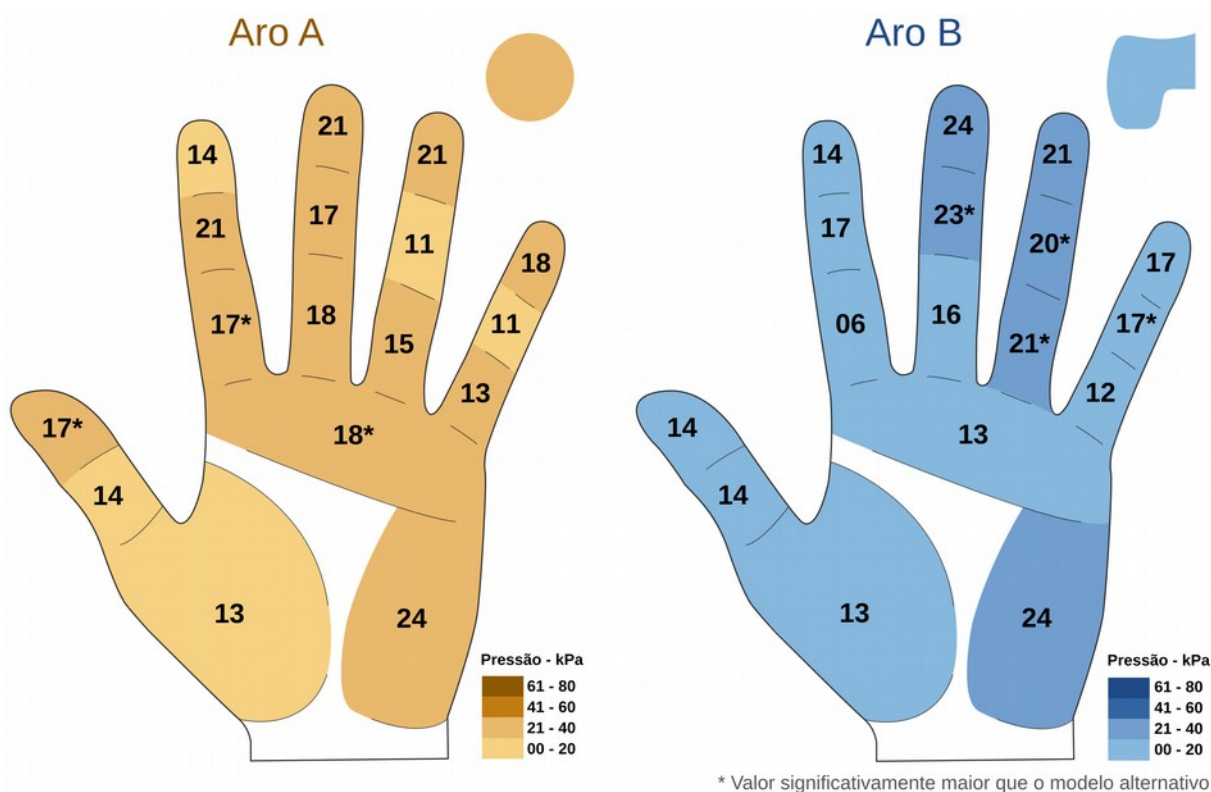 Aro A
14
21
21
18
21
17
11
11
17*
18
15
13
17*
14
18*
13
24
Pressão - kPa
61 - 80
41 - 60
21 - 40
00 - 20
Aro B
14
24
21
17
17
23*
20*
17*
06
16
21*
12
14
14
13
13
24
Pressão - kPa
61 - 80
41 - 60
21 - 40
00 - 20
* Valor significativamente maior que o modelo alternativo